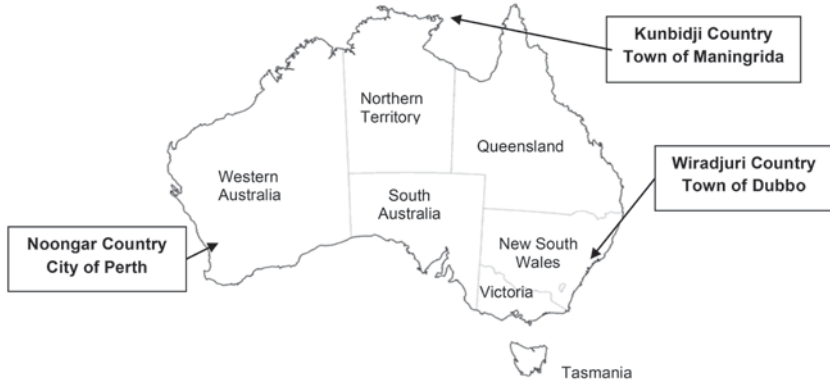 Kunbidji Country
Town of Maningrida
Northern
Territory
Queensland
Wiradjuri Country
Town of Dubbo
Western
Australia
South
Australia
Noongar Country
City of Perth
New South
Wales
Victoria
Tasmania